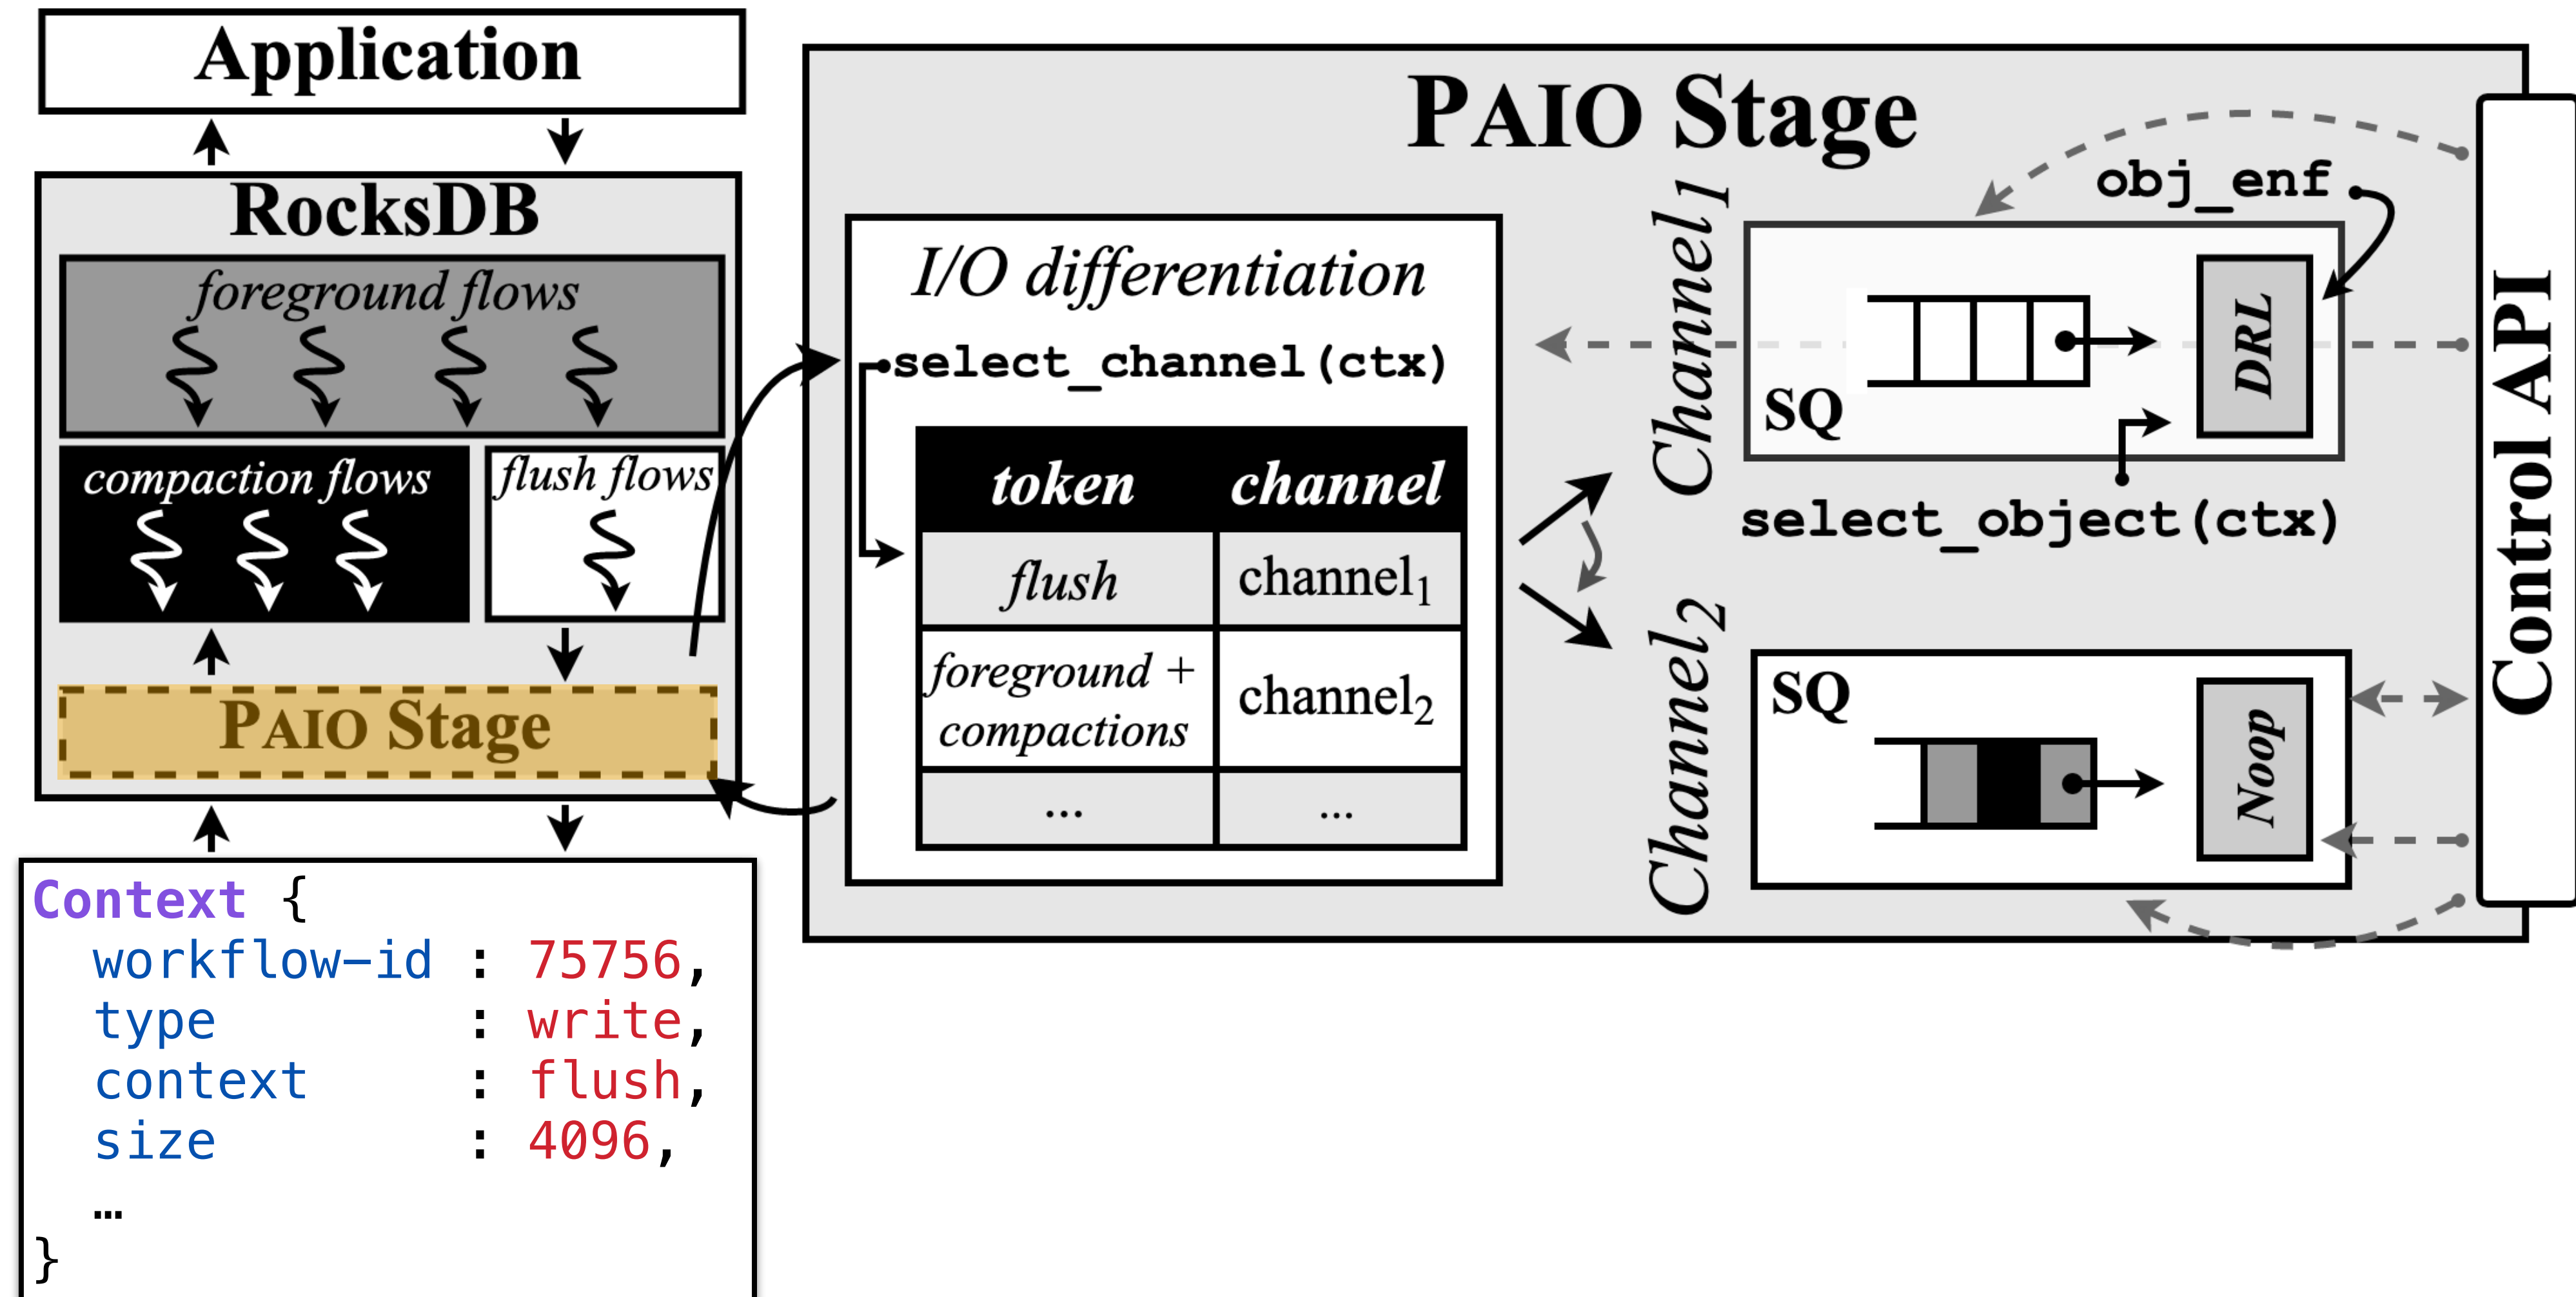 Application
RocksDB
foreground flows
compaction flows
flush flows
PAIO Stage
Context {
workflow-id : 75756,
type : write,
context : flush,
size : 4096,
…
}
PAIO Stage
I/O differentiation
select_channel(ctx)
token channel
flush channel1
foreground +
compactions channel2
... ...
Channel1
obj_enf
SQ
DRL
select_object(ctx)
Channel2
SQ
Noop
Control API